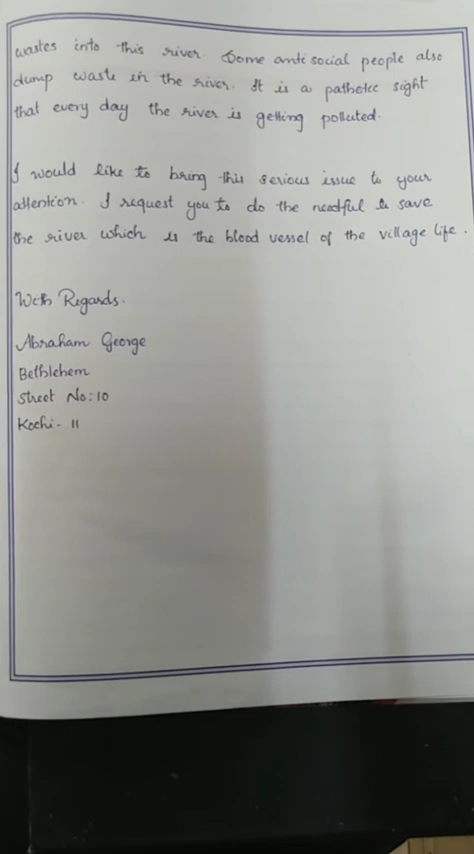 wastes into this river. Some anti social people also
dump waste in the river. It is a pathetic sight
that every day the river is getting polluted.
I would like to bring this serious issue to your
attention. I request you to do the needful to save
the river which is the blood vessel of the village life.
With Regards.
Abraham George
Bethlehem
Street No:10
Kochi - 11